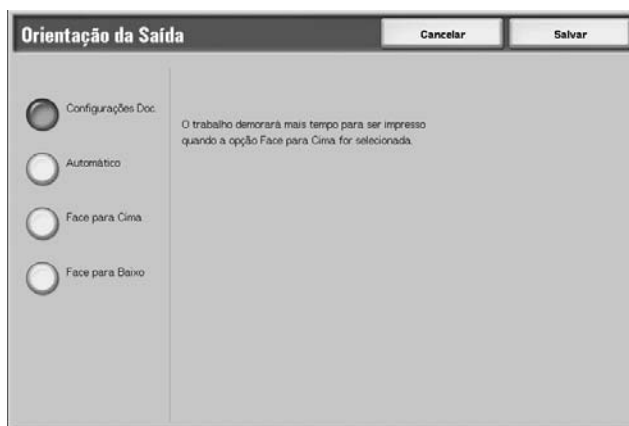 Orientação da Saída
Cancelar
Salvar
Configurações Doc.
Automático
Face para Cima
Face para Baixo
O trabalho demorará mais tempo para ser impresso
quando a opção Face para Cima for selecionada.